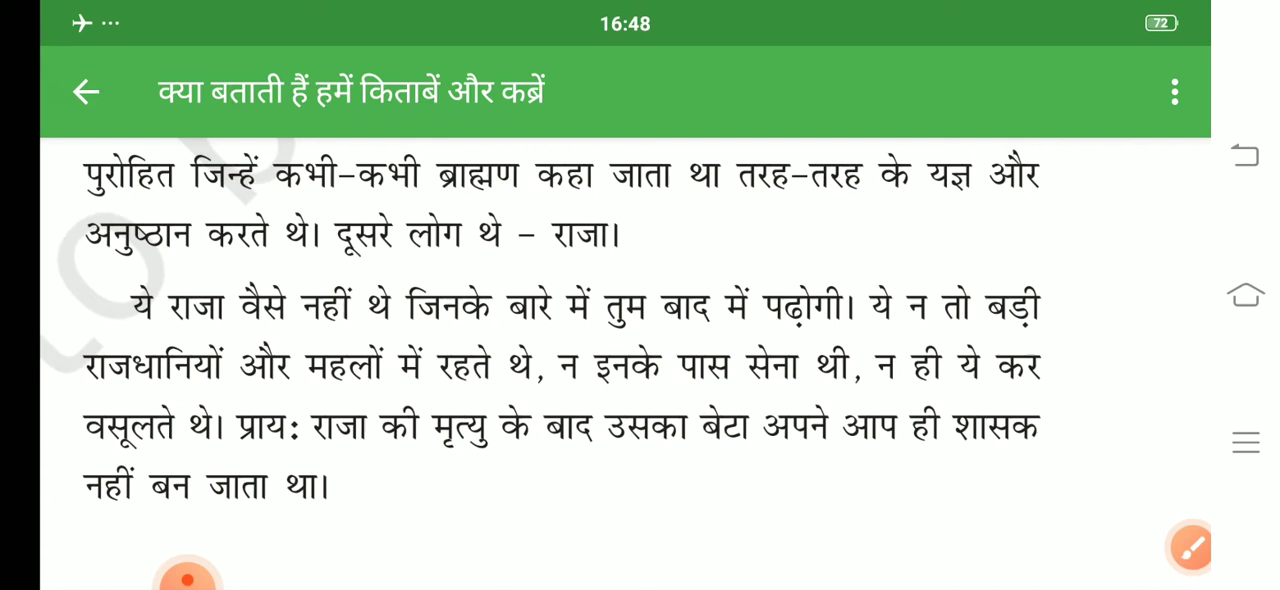 16:48
72
क्या बताती हैं हमें किताबें और कब्रें
पुरोहित जिन्हें कभी-कभी ब्राह्मण कहा जाता था तरह-तरह के यज्ञ और
अनुष्ठान करते थे। दूसरे लोग थे - राजा।
ये राजा वैसे नहीं थे जिनके बारे में तुम बाद में पढ़ोगी। ये न तो बड़ी
राजधानियों और महलों में रहते थे, न इनके पास सेना थी, न ही ये कर
वसूलते थे। प्राय: राजा की मृत्यु के बाद उसका बेटा अपने आप ही शासक
नहीं बन जाता था।